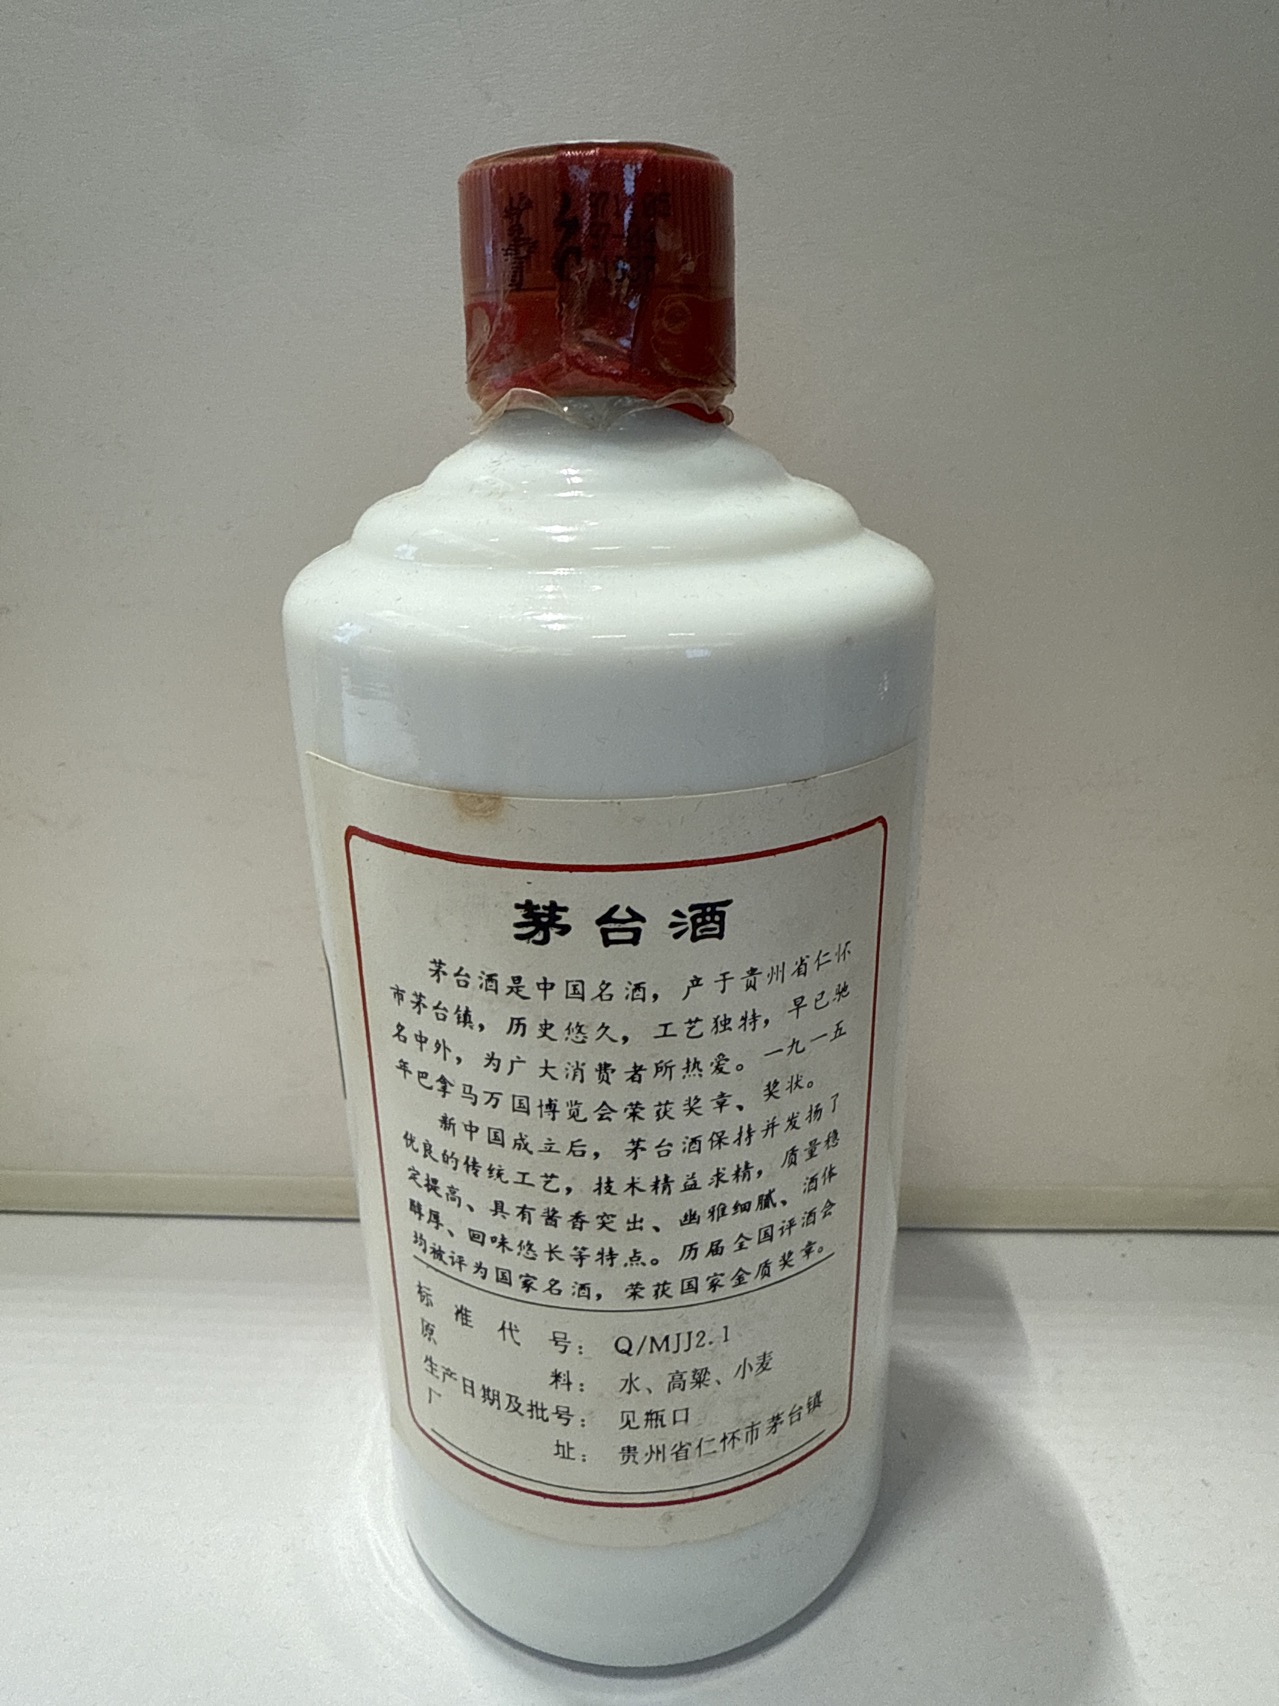 茅台
茅台酒
茅台酒是中国名酒，产于贵州省仁怀
市茅台镇，历史悠久，工艺独特，早已驰
名中外，为广大消费者所热爱。一九一五
年巴拿马万国博览会荣获奖章、奖状。
新中国成立后，茅台酒保持并发扬了
优良的传统工艺，技术精益求精，质量稳
定提高、具有酱香突出、幽雅细腻、酒体
醇厚、回味悠长等特点。历届全国评酒会
均被评为国家名酒，荣获国家金质奖章。
标准代号：Q/MJJ2.1
原料：水、高粱、小麦
生产日期及批号：见瓶口
厂址：贵州省仁怀市茅台镇